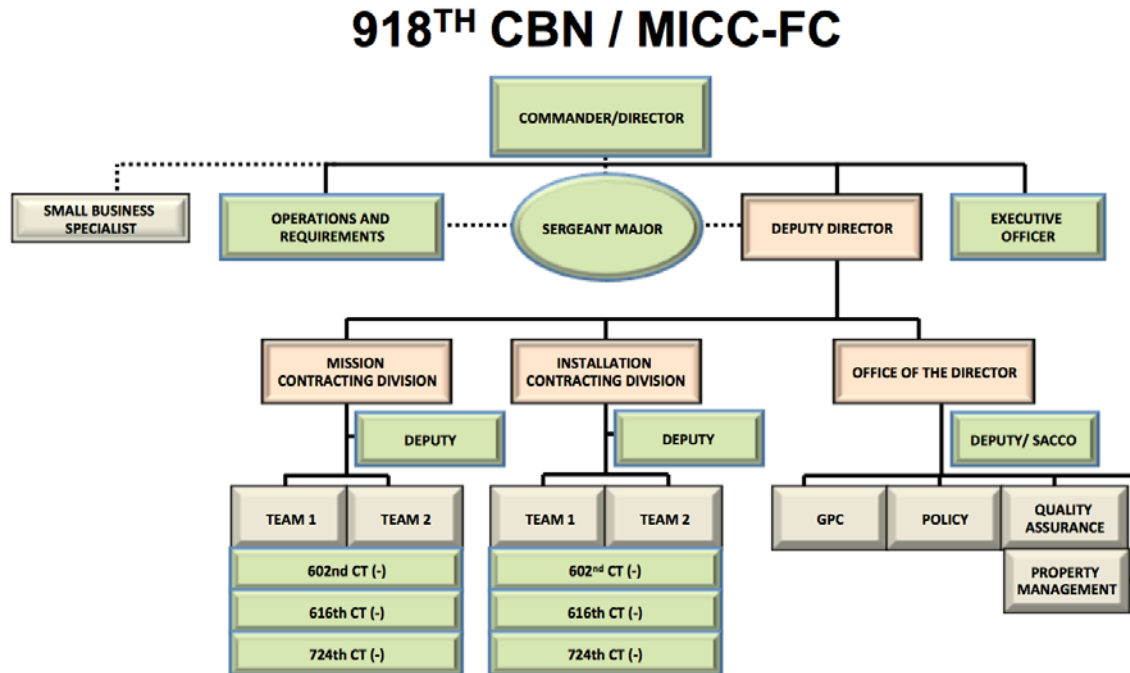 918TH CBN / MICC-FC
COMMANDER/DIRECTOR
SMALL BUSINESS
SPECIALIST
OPERATIONS AND
REQUIREMENTS
SERGEANT MAJOR
DEPUTY DIRECTOR
EXECUTIVE
OFFICER
MISSION
CONTRACTING DIVISION
INSTALLATION
CONTRACTING DIVISION
OFFICE OF THE DIRECTOR
DEPUTY
DEPUTY
DEPUTY/ SACCO
TEAM 1
TEAM 2
TEAM 1
TEAM 2
GPC
POLICY
QUALITY
ASSURANCE
602nd CT (-)
616th CT (-)
724th CT (-)
602nd CT (-)
616th CT (-)
724th CT (-)
PROPERTY
MANAGEMENT